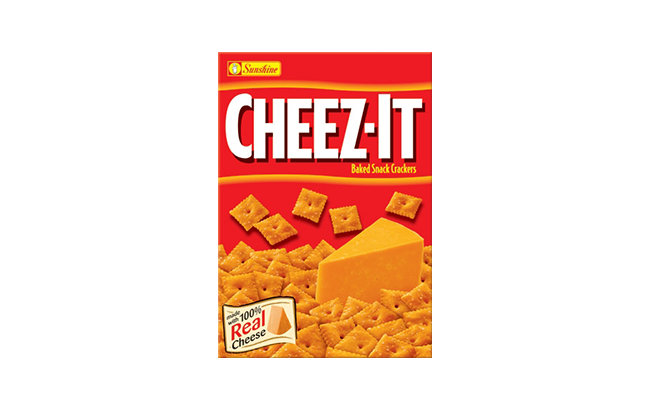 Sunshine
CHEEZ-IT
Baked Snack Crackers
made
with 100%
Real
Cheese